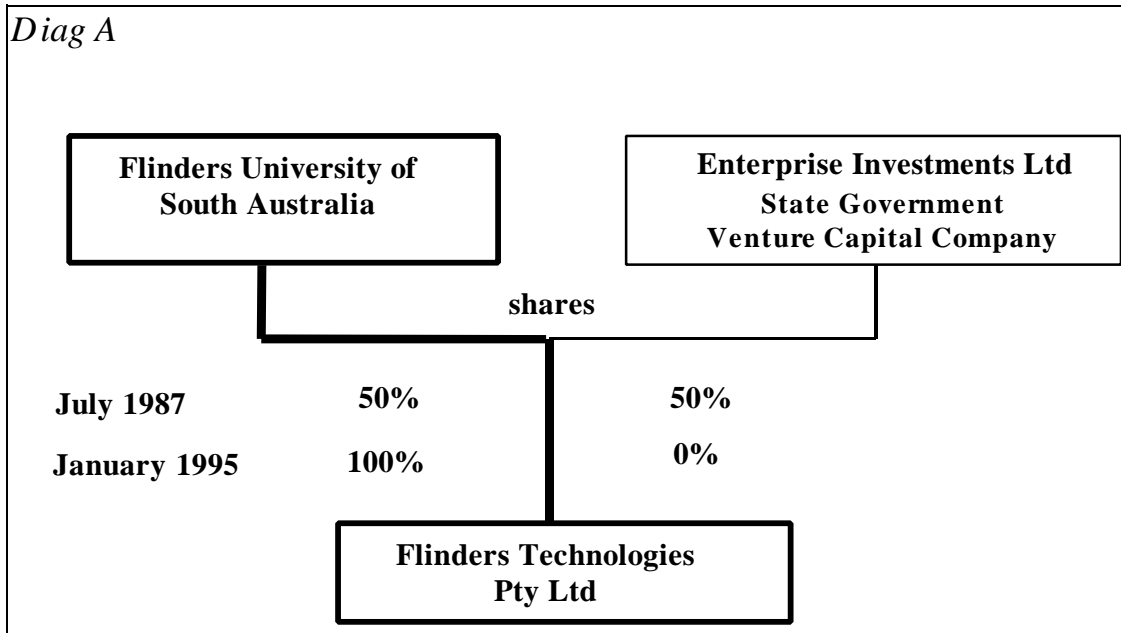 Diag A
Flinders University of
South Australia
Enterprise Investments Ltd
State Government
Venture Capital Company
shares
July 1987 50% 50%
January 1995 100% 0%
Flinders Technologies
Pty Ltd